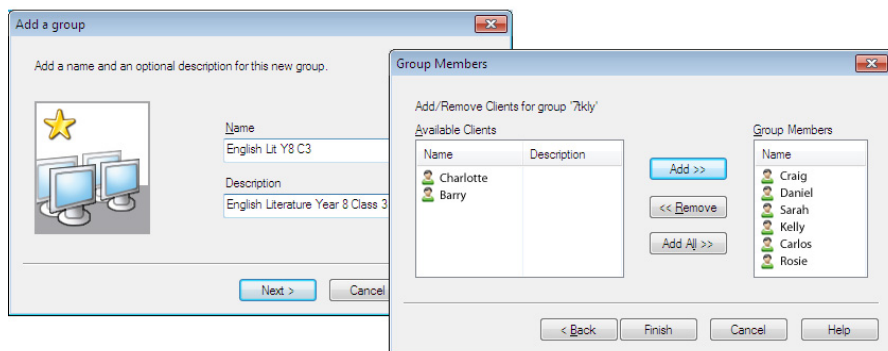 Add a group
Add a name and an optional description for this new group.
Name
English Lit Y8 C3
Description
English Literature Year 8 Class 3
Next >
Cancel
Group Members
Add/Remove Clients for group '7tkly'
Available Clients
Name Description
Charlotte
Barry
Add >>
<< Remove
Add All >>
Group Members
Name
Craig
Daniel
Sarah
Kelly
Carlos
Rosie
< Back
Finish
Cancel
Help